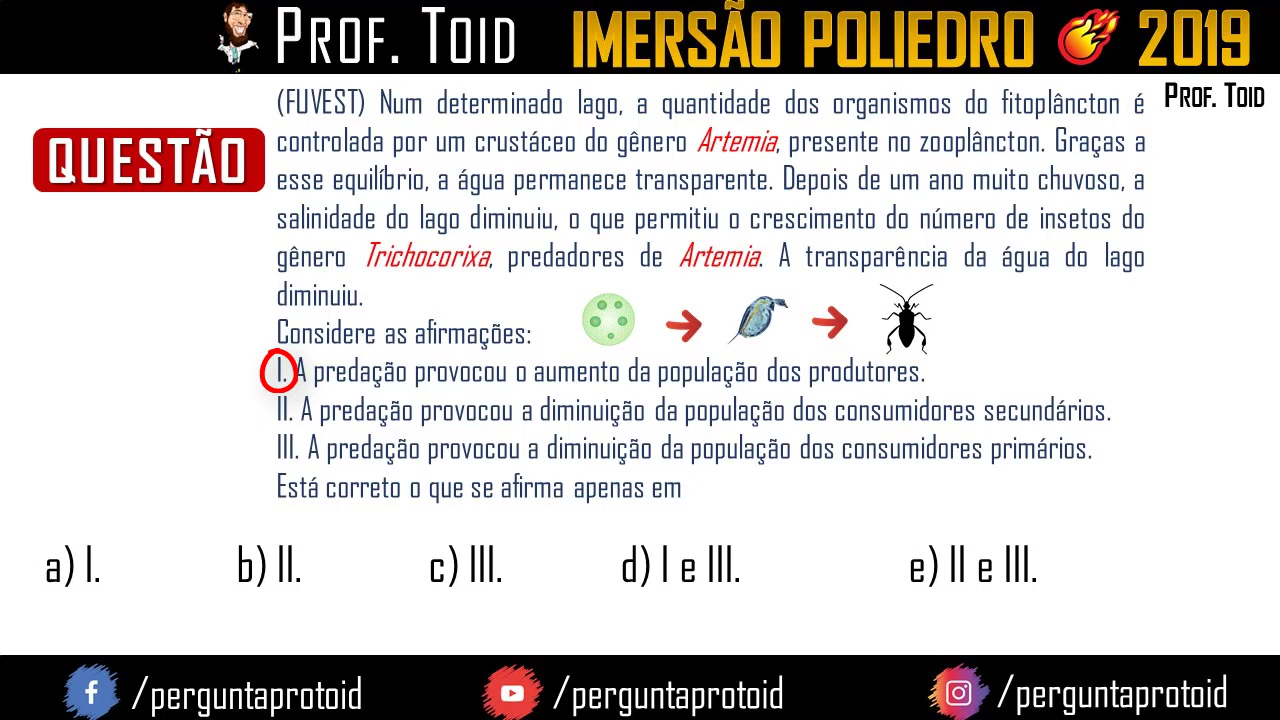 PROF. TOID
IMERSÃO POLIEDRO 2019
PROF. TOID
QUESTÃO
(FUVEST) Num determinado lago, a quantidade dos organismos do fitoplâncton é
controlada por um crustáceo do gênero Artemia, presente no zooplâncton. Graças a
esse equilíbrio, a água permanece transparente. Depois de um ano muito chuvoso, a
salinidade do lago diminuiu, o que permitiu o crescimento do número de insetos do
gênero Trichocorixa, predadores de Artemia. A transparência da água do lago
diminuiu.
Considere as afirmações:
I. A predação provocou o aumento da população dos produtores.
II. A predação provocou a diminuição da população dos consumidores secundários.
III. A predação provocou a diminuição da população dos consumidores primários.
Está correto o que se afirma apenas em
a) I.
b) II.
c) III.
d) I e III.
e) II e III.
/perguntaprotoid
/perguntaprotoid
/perguntaprotoid